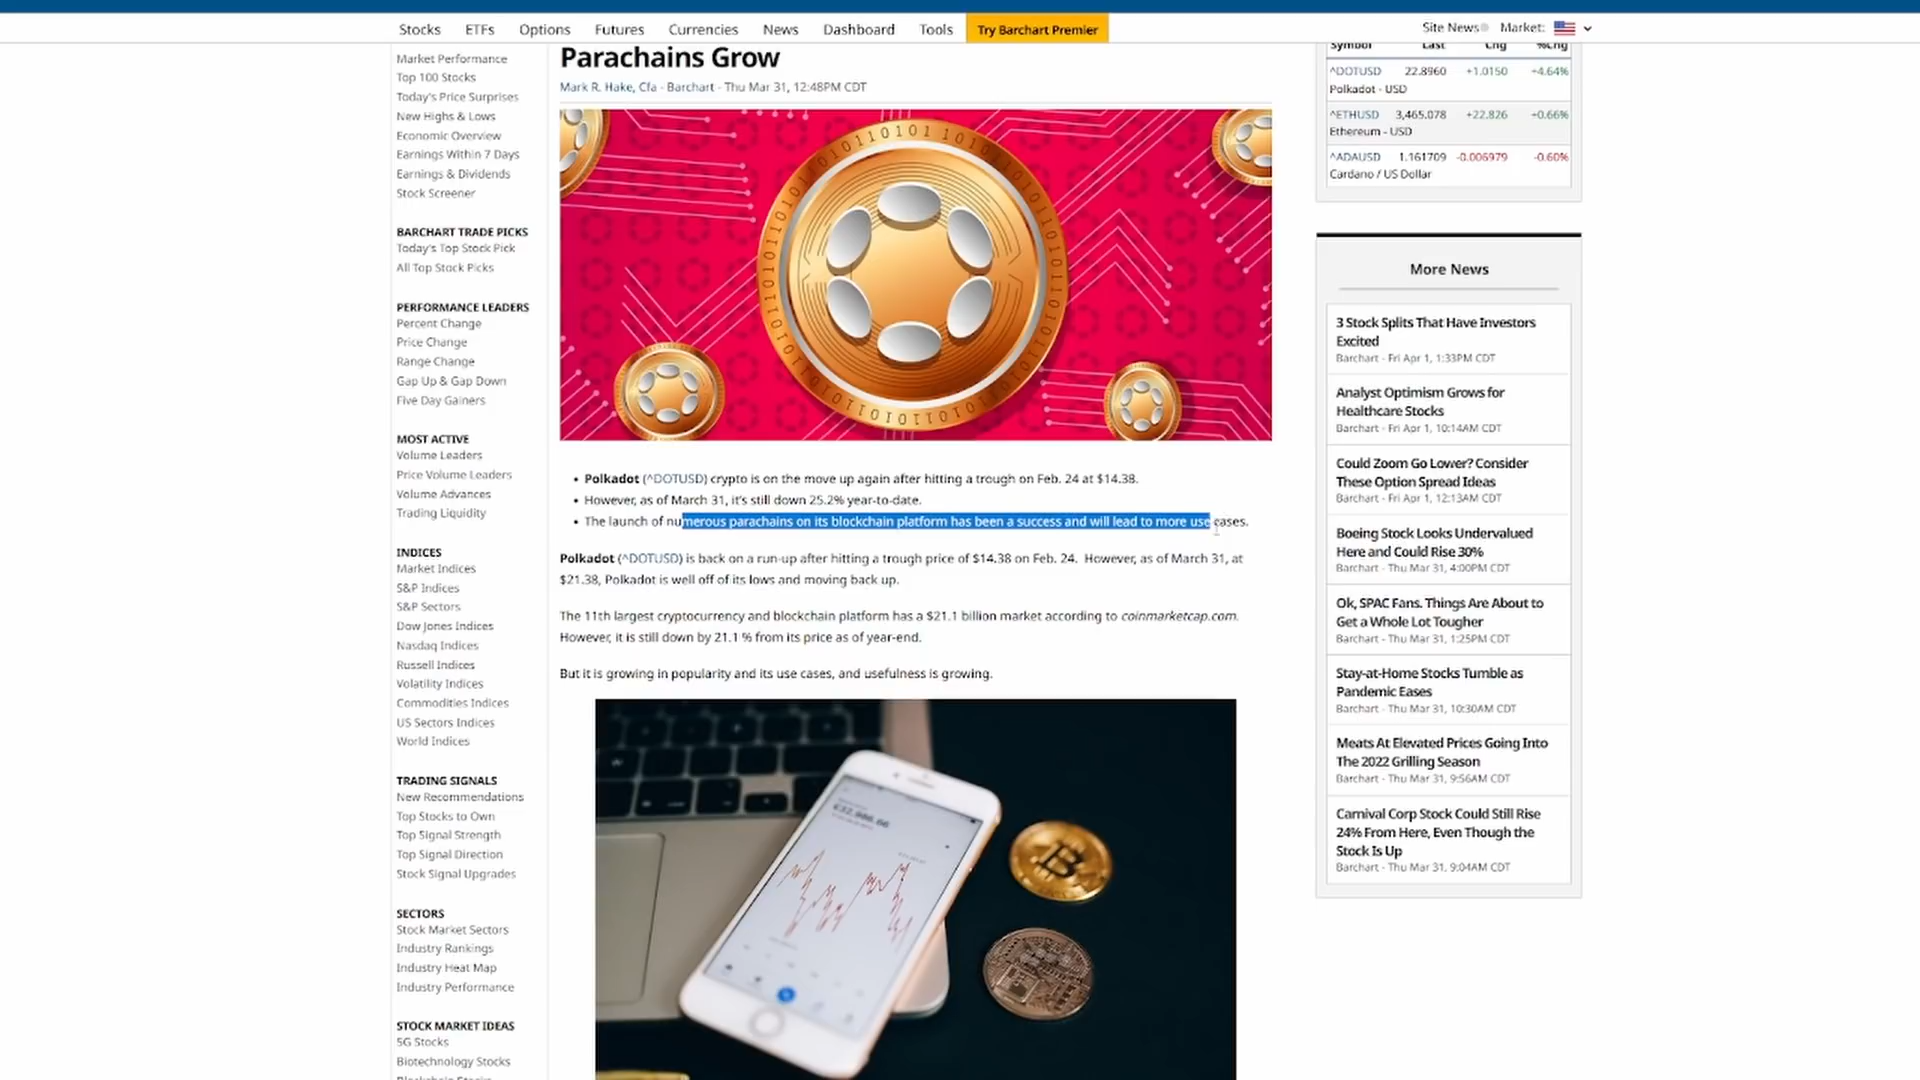 Stocks
ETFs
Options
Futures
Currencies
News
Dashboard
Tools
Try Barchart Premier
Site News
Market:
Market Performance
Top 100 Stocks
Today's Price Surprises
New Highs & Lows
Economic Overview
Earnings Within 7 Days
Earnings & Dividends
Stock Screener
BARCHART TRADE PICKS
Today's Top Stock Pick
All Top Stock Picks
PERFORMANCE LEADERS
Percent Change
Price Change
Range Change
Gap Up & Gap Down
Five Day Gainers
MOST ACTIVE
Volume Leaders
Price Volume Leaders
Volume Advances
Trading Liquidity
INDICES
Market Indices
S&P Indices
S&P Sectors
Dow Jones Indices
Nasdaq Indices
Russell Indices
Volatility Indices
Commodities Indices
US Sectors Indices
World Indices
TRADING SIGNALS
New Recommendations
Top Stocks to Own
Top Signal Strength
Top Signal Direction
Stock Signal Upgrades
SECTORS
Stock Market Sectors
Industry Rankings
Industry Heat Map
Industry Performance
STOCK MARKET IDEAS
5G Stocks
Biotechnology Stocks
Parachains Grow
Mark R. Hake, Cfa - Barchart - Thu Mar 31, 12:48PM CDT
• Polkadot (^DOTUSD) crypto is on the move up again after hitting a trough on Feb. 24 at $14.38.
• However, as of March 31, it's still down 25.2% year-to-date.
• The launch of numerous parachains on its blockchain platform has been a success and will lead to more use cases.
Polkadot (^DOTUSD) is back on a run-up after hitting a trough price of $14.38 on Feb. 24. However, as of March 31, at
$21.38, Polkadot is well off of its lows and moving back up.
The 11th largest cryptocurrency and blockchain platform has a $21.1 billion market according to coinmarketcap.com.
However, it is still down by 21.1 % from its price as of year-end.
But it is growing in popularity and its use cases, and usefulness is growing.
Symbol Last Chg %Chg
^DOTUSD 22.8960 +1.0150 +4.64%
Polkadot - USD
^ETHUSD 3,465.078 +22.826 +0.66%
Ethereum - USD
^ADAUSD 1.161709 -0.006979 -0.60%
Cardano / US Dollar
More News
3 Stock Splits That Have Investors
Excited
Barchart - Fri Apr 1, 1:33PM CDT
Analyst Optimism Grows for
Healthcare Stocks
Barchart - Fri Apr 1, 10:14AM CDT
Could Zoom Go Lower? Consider
These Option Spread Ideas
Barchart - Fri Apr 1, 12:13AM CDT
Boeing Stock Looks Undervalued
Here and Could Rise 30%
Barchart - Thu Mar 31, 4:00PM CDT
Ok, SPAC Fans. Things Are About to
Get a Whole Lot Tougher
Barchart - Thu Mar 31, 1:25PM CDT
Stay-at-Home Stocks Tumble as
Pandemic Eases
Barchart - Thu Mar 31, 10:30AM CDT
Meats At Elevated Prices Going Into
The 2022 Grilling Season
Barchart - Thu Mar 31, 9:56AM CDT
Carnival Corp Stock Could Still Rise
24% From Here, Even Though the
Stock Is Up
Barchart - Thu Mar 31, 9:04AM CDT